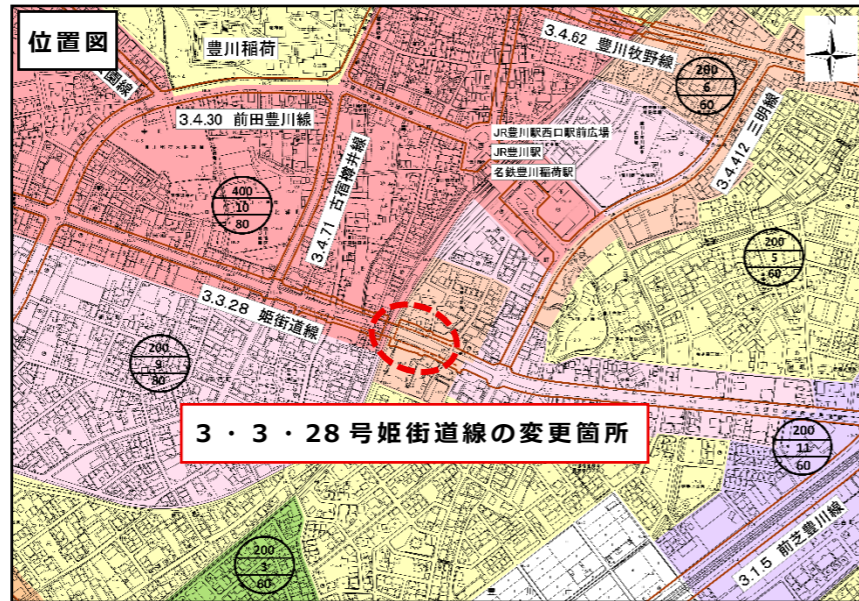 位置図
豊川稲荷
3.4.62 豊川牧野線
200
6
60
園線
3.4.30 前田豊川線
JR豊川駅西口駅前広場
JR豊川駅
名鉄豊川稲荷駅
3.4.412 三明線
400
10
80
3.4.71 古宿樽井線
200
5
60
3.3.28 姫街道線
200
9
80
3・3・28号姫街道線の変更箇所
200
11
60
200
3
60
3.1.5 前芝豊川線